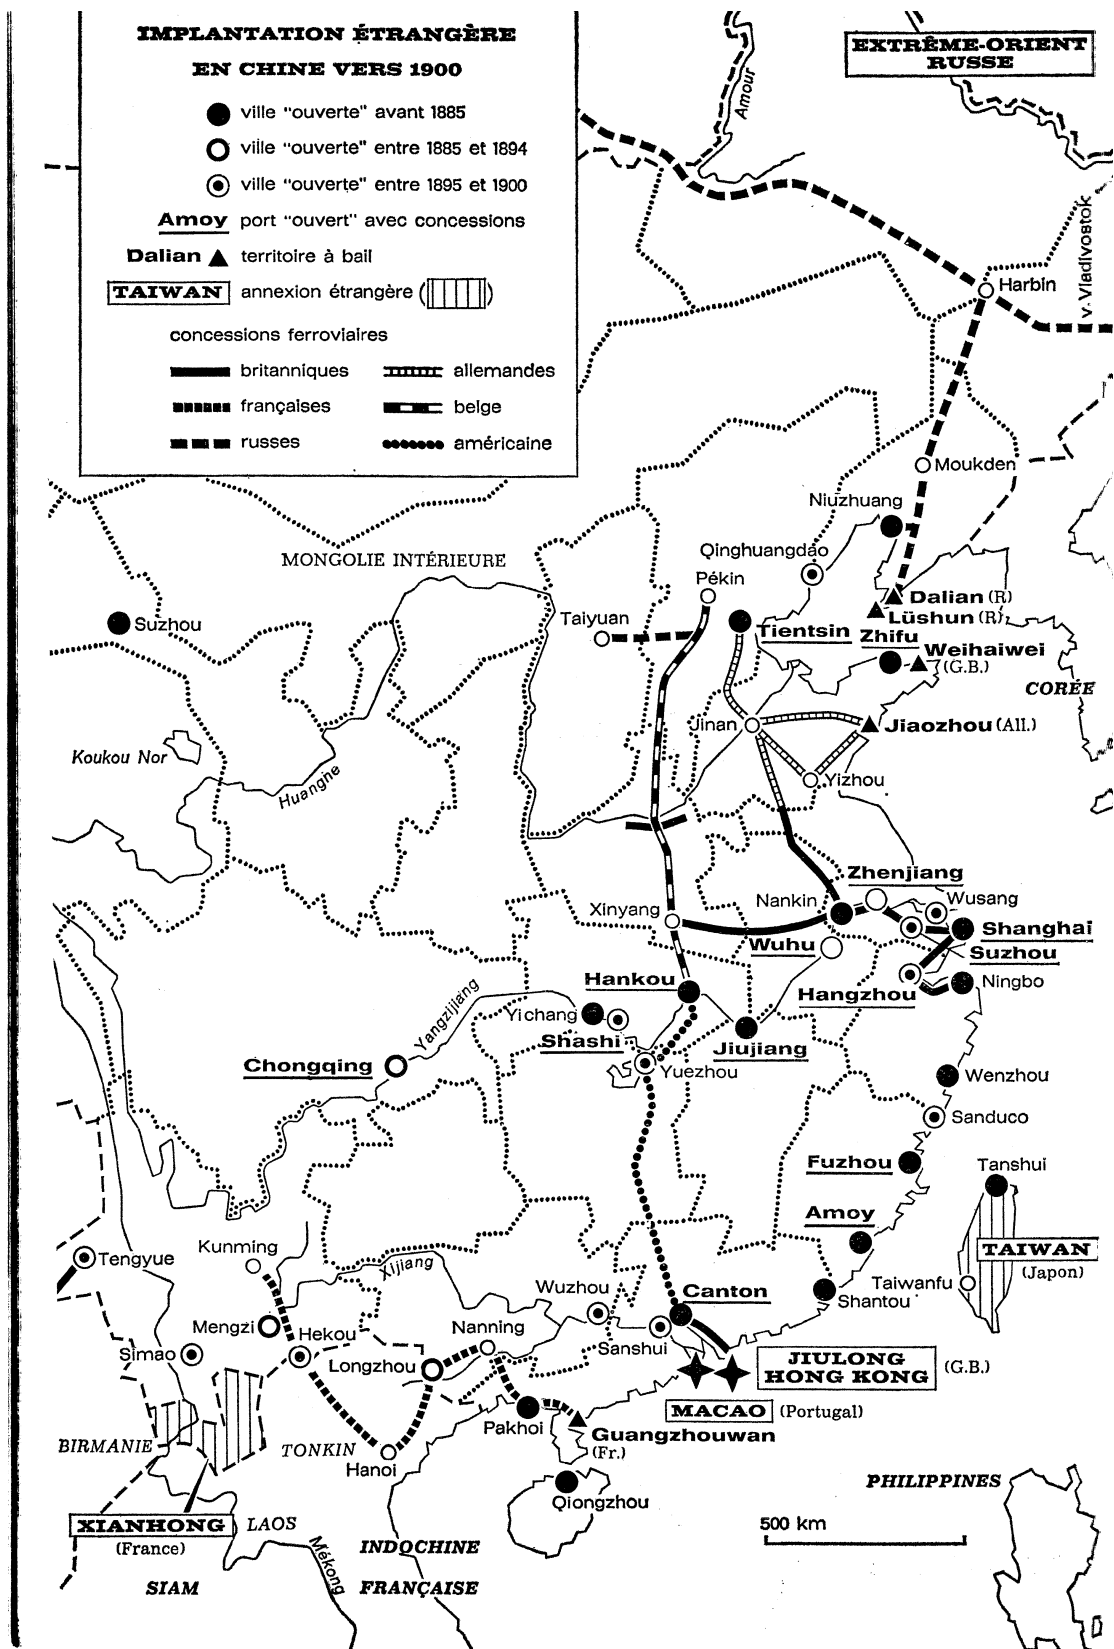 IMPLANTATION ÉTRANGÈRE
EN CHINE VERS 1900
ville "ouverte" avant 1885
ville "ouverte" entre 1885 et 1894
ville "ouverte" entre 1895 et 1900
Amoy port "ouvert" avec concessions
Dalian territoire à bail
TAIWAN annexion étrangère ( )
concessions ferroviaires
britanniques
allemandes
françaises
belge
russes
américaine
EXTRÊME-ORIENT
RUSSE
Amour
v. Vladivostok
Harbin
Moukden
Niuzhuang
Qinghuangdao
MONGOLIE INTÉRIEURE
Pékin
Dalian (R)
Lüshun (R)
Taiyuan
Suzhou
Tientsin
Zhifu
Weihaiwei
(G.B.)
CORÉE
Jinan
Jiaozhou (All.)
Koukou Nor
Huanghe
Yizhou
Zhenjiang
Nankin
Wusang
Xinyang
Shanghai
Wuhu
Suzhou
Hankou
Hangzhou
Ningbo
Yangzijiang
Yichang
Shashi
Jiujiang
Chongqing
Yuezhou
Wenzhou
Sanduco
Fuzhou
Tanshui
Amoy
Kunming
Tengyue
Xijiang
TAIWAN
(Japon)
Taiwanfu
Wuzhou
Canton
Shantou
Mengzi
Hekou
Nanning
Sanshui
Simao
Longzhou
JIULONG
HONG KONG
(G.B.)
MACAO (Portugal)
Pakhoi
Guangzhouwan
(Fr.)
BIRMANIE
TONKIN
Hanoi
Qiongzhou
PHILIPPINES
XIANHONG
(France)
LAOS
500 km
Mékong
INDOCHINE
FRANÇAISE
SIAM